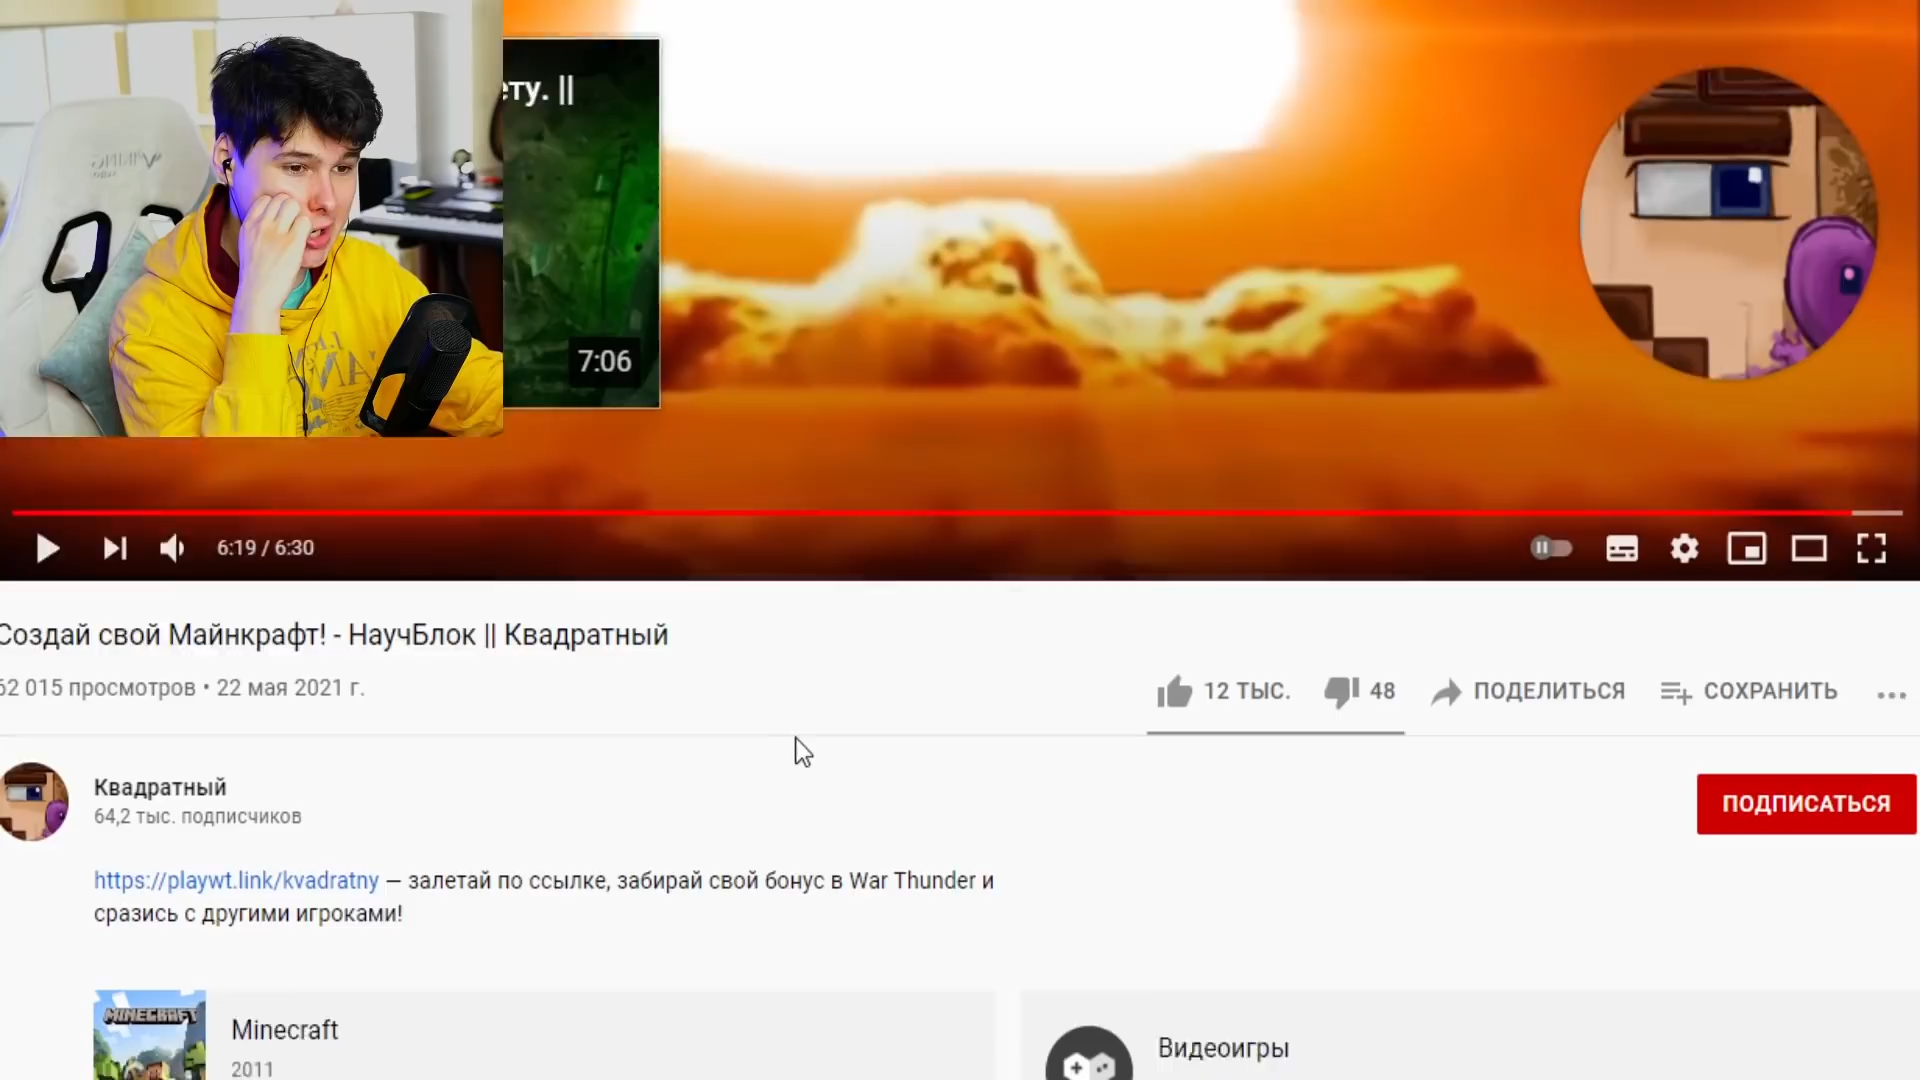 ету. ||
7:06
6:19 / 6:30
Создай свой Майнкрафт! - НаучБлок || Квадратный
62 015 просмотров • 22 мая 2021 г.
12 ТЫС.
48
ПОДЕЛИТЬСЯ
СОХРАНИТЬ
Квадратный
64,2 тыс. подписчиков
ПОДПИСАТЬСЯ
https://playwt.link/kvadratny — залетай по ссылке, забирай свой бонус в War Thunder и
сразись с другими игроками!
MINECRAFT
Minecraft
2011
Видеоигры